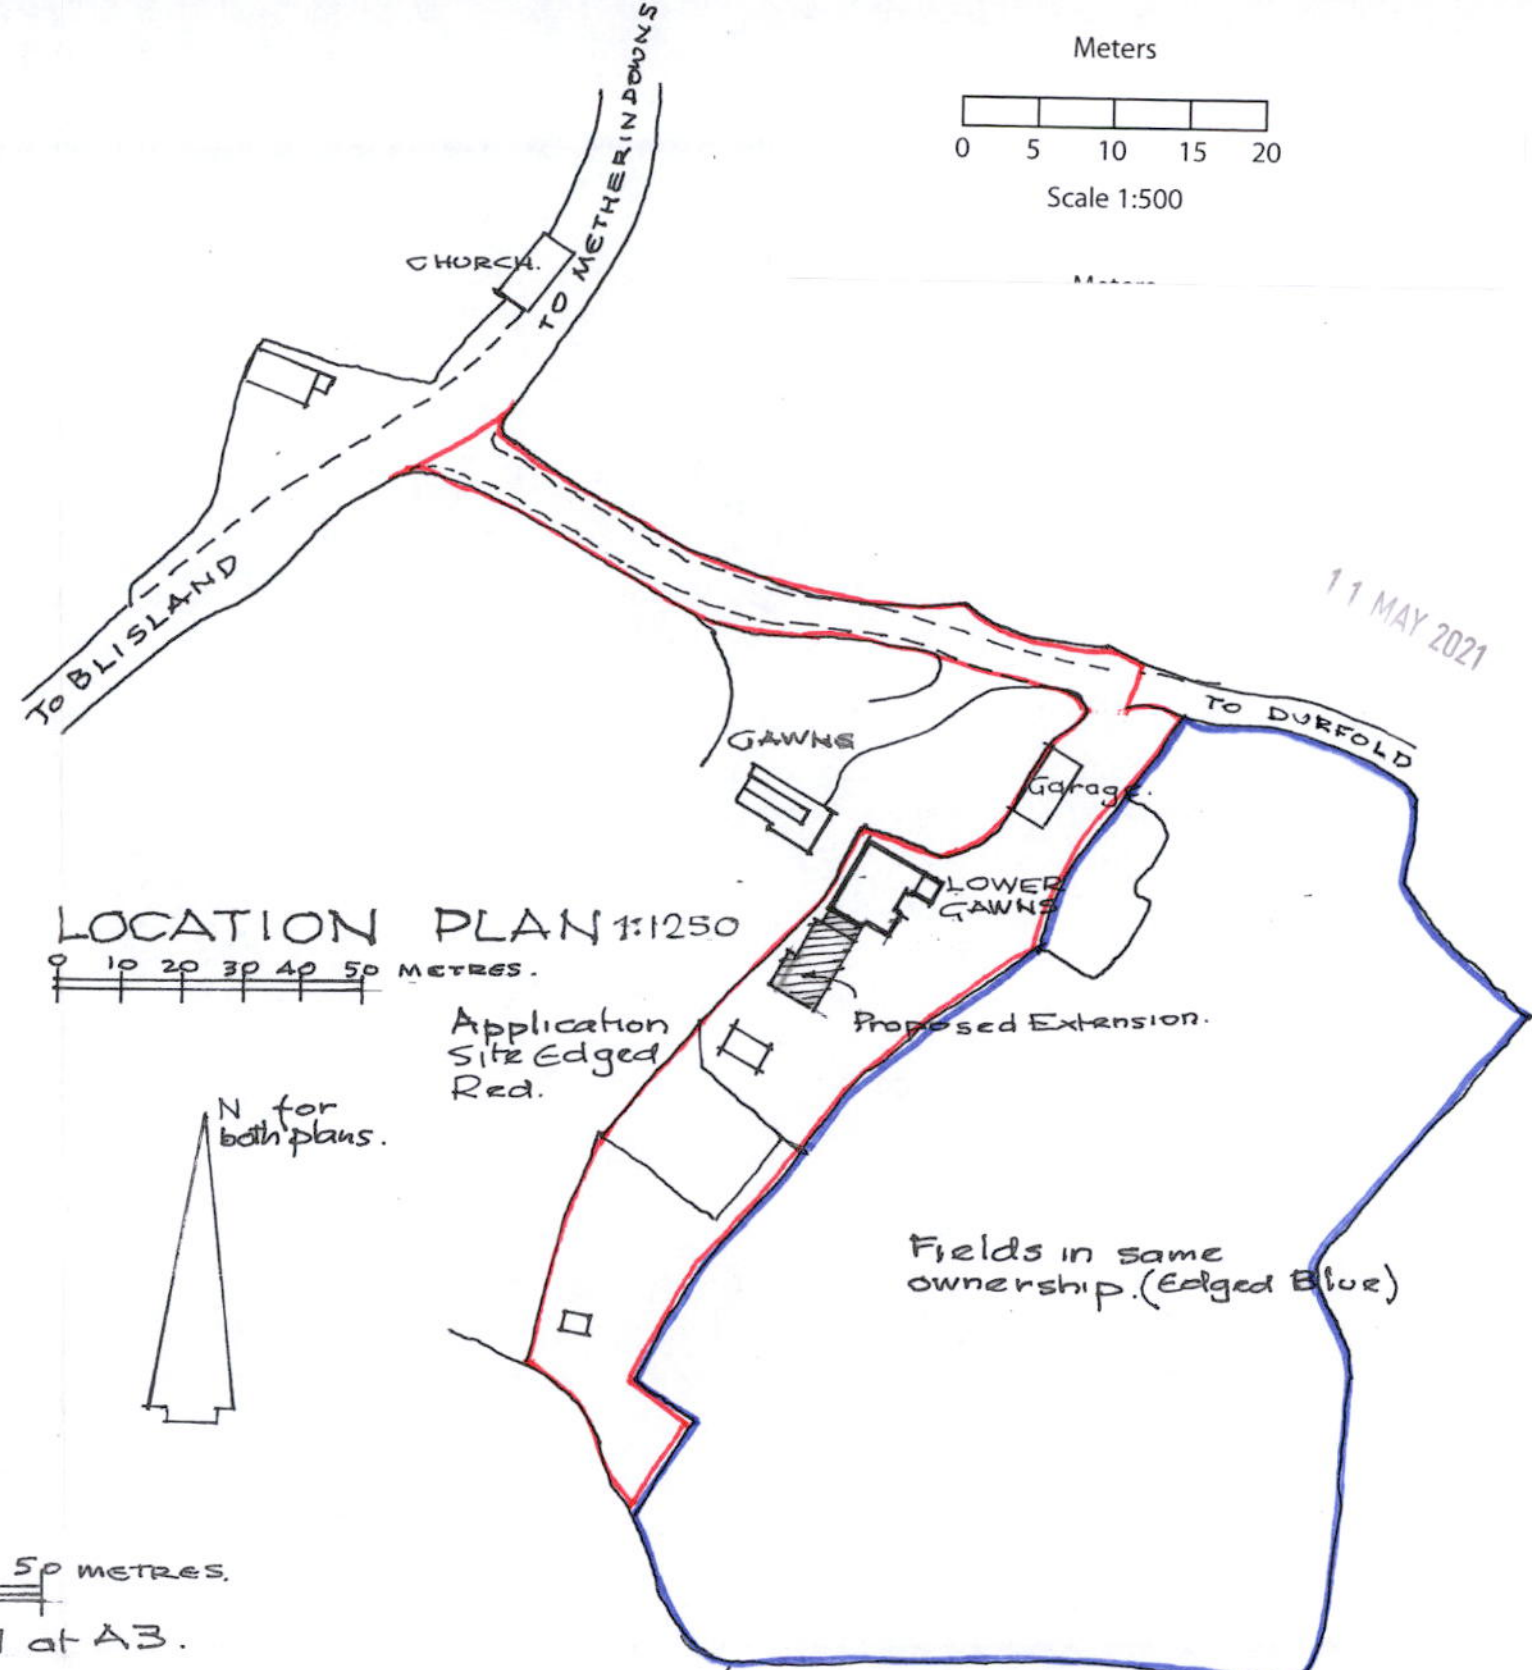 Meters
0 5 10 15 20
Scale 1:500
TO METHERINDOWNS
CHURCH.
TO BLISLAND
11 MAY 2021
TO DURFOLD
GAWNS
Garage.
LOWER
GAWNS
LOCATION PLAN 1:1250
0 10 20 30 40 50 METRES.
Application
Site Edged
Red.
Proposed Extension.
N for
both plans.
Fields in same
ownership. (Edged Blue)
50 METRES.
at A3.